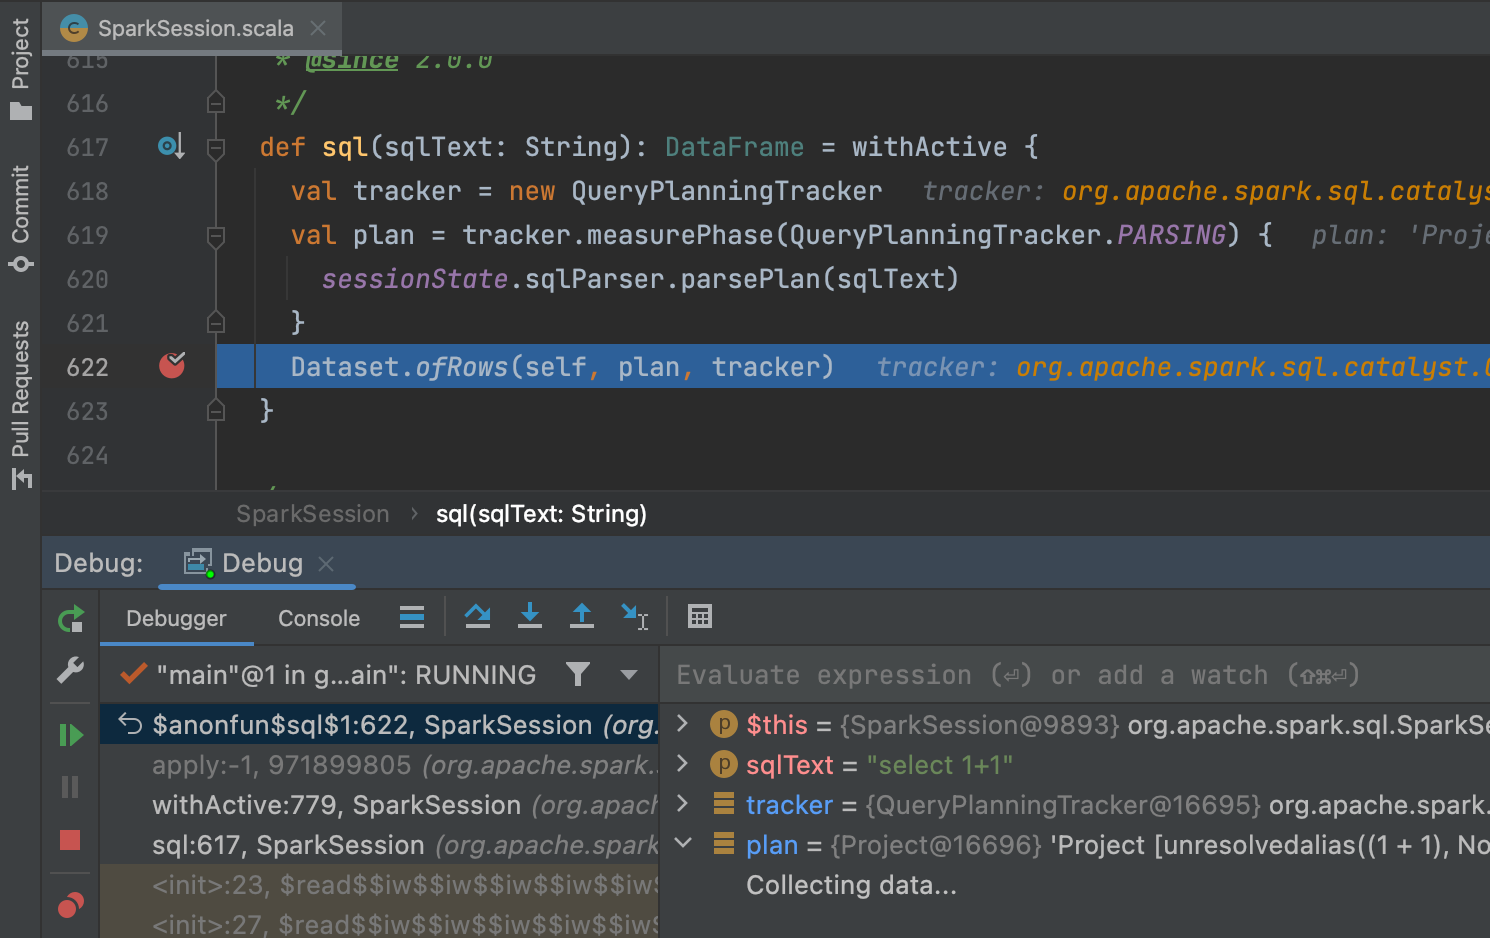 Project
Commit
Pull Requests
SparkSession.scala
615 * @since 2.0.0
616 */
617 def sql(sqlText: String): DataFrame = withActive {
618 val tracker = new QueryPlanningTracker tracker: org.apache.spark.sql.catalys
619 val plan = tracker.measurePhase(QueryPlanningTracker.PARSING) { plan: 'Proje
620 sessionState.sqlParser.parsePlan(sqlText)
621 }
622 Dataset.ofRows(self, plan, tracker) tracker: org.apache.spark.sql.catalyst.
623 }
624
SparkSession › sql(sqlText: String)
Debug: Debug
Debugger Console
"main"@1 in g...ain": RUNNING
Evaluate expression (⏎) or add a watch (⇧⌘⏎)
$anonfun$sql$1:622, SparkSession (org.
apply:-1, 971899805 (org.apache.spark.
withActive:779, SparkSession (org.apach
sql:617, SparkSession (org.apache.spark
<init>:23, $read$$iw$$iw$$iw$$iw$$iw$
<init>:27, $read$$iw$$iw$$iw$$iw$$iw$
$this = {SparkSession@9893} org.apache.spark.sql.SparkSe
sqlText = "select 1+1"
tracker = {QueryPlanningTracker@16695} org.apache.spark.
plan = {Project@16696} 'Project [unresolvedalias((1 + 1), No
Collecting data...